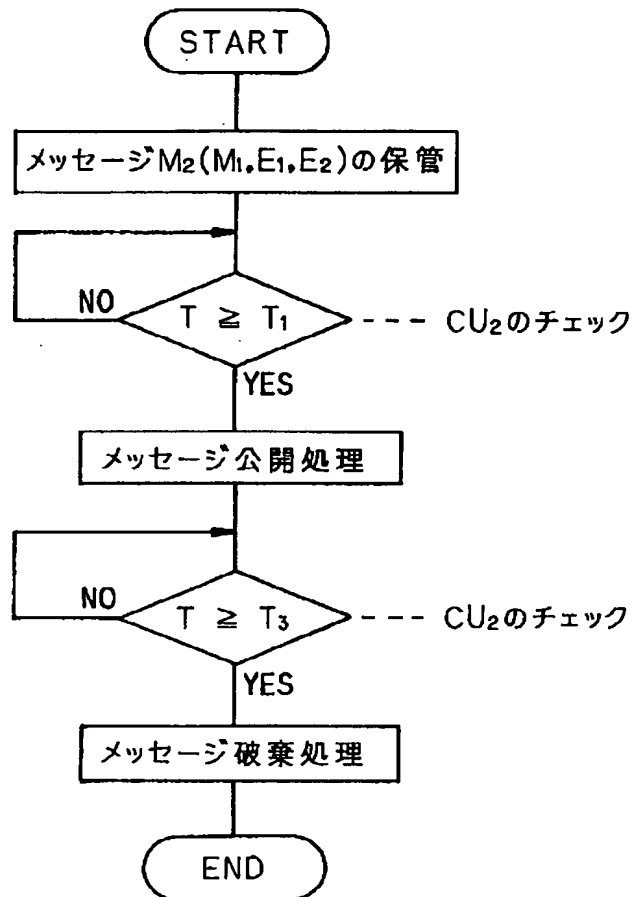 START
メッセージM₂(M₁,E₁,E₂)の保管
NO
T ≧ T₁
CU₂のチェック
YES
メッセージ公開処理
NO
T ≧ T₃
CU₂のチェック
YES
メッセージ破棄処理
END